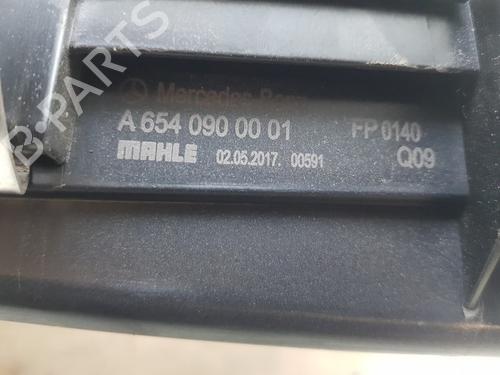 Mercedes-Benz
A 654 090 00 01 FP 0140
MAHLE 02.05.2017. 00591 Q09
B-PARTS